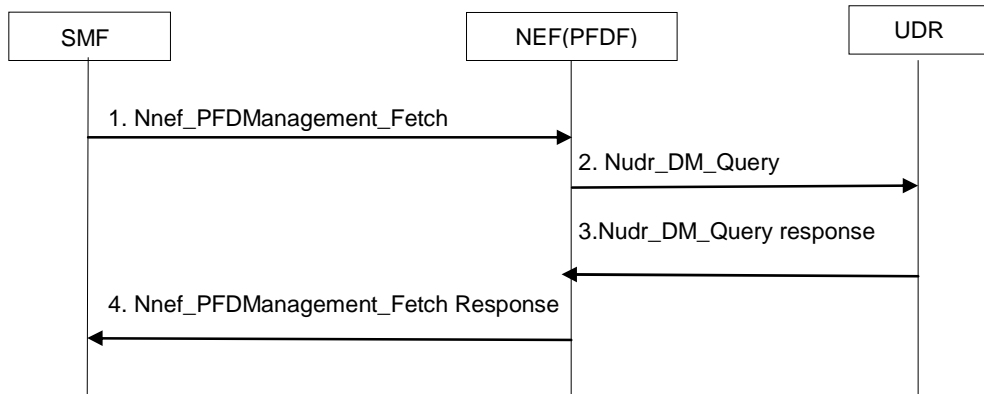 SMF
NEF(PFDF)
UDR
1. Nnef_PFDManagement_Fetch
2. Nudr_DM_Query
3.Nudr_DM_Query response
4. Nnef_PFDManagement_Fetch Response